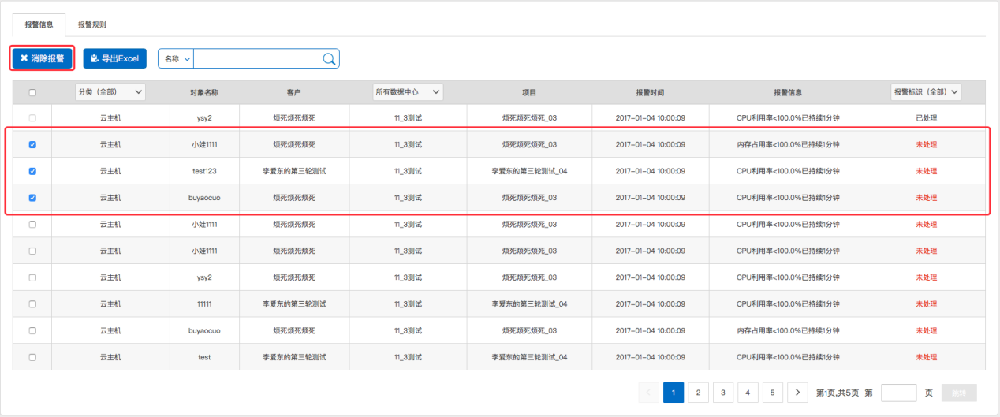 报警信息 报警规则
消除报警 导出Excel 名称
分类（全部） 对象名称 客户 所有数据中心 项目 报警时间 报警信息 报警标识（全部）
云主机 ysy2 烦死烦死烦死 11_3测试 烦死烦死烦死_03 2017-01-04 10:00:09 CPU利用率<100.0%已持续1分钟 已处理
云主机 小娃1111 烦死烦死烦死 11_3测试 烦死烦死烦死_03 2017-01-04 10:00:09 内存占用率<100.0%已持续1分钟 未处理
云主机 test123 李爱东的第三轮测试 11_3测试 李爱东的第三轮测试_04 2017-01-04 10:00:09 CPU利用率<100.0%已持续1分钟 未处理
云主机 buyaocuo 烦死烦死烦死 11_3测试 烦死烦死烦死_03 2017-01-04 10:00:09 CPU利用率<100.0%已持续1分钟 未处理
云主机 小娃1111 烦死烦死烦死 11_3测试 烦死烦死烦死_03 2017-01-04 10:00:09 CPU利用率<100.0%已持续1分钟 未处理
云主机 小娃1111 烦死烦死烦死 11_3测试 烦死烦死烦死_03 2017-01-04 10:00:09 CPU利用率<100.0%已持续1分钟 未处理
云主机 ysy2 烦死烦死烦死 11_3测试 烦死烦死烦死_03 2017-01-04 10:00:09 CPU利用率<100.0%已持续1分钟 未处理
云主机 11111 李爱东的第三轮测试 11_3测试 李爱东的第三轮测试_04 2017-01-04 10:00:09 CPU利用率<100.0%已持续1分钟 未处理
云主机 buyaocuo 烦死烦死烦死 11_3测试 烦死烦死烦死_03 2017-01-04 10:00:09 内存占用率<100.0%已持续1分钟 未处理
云主机 test 李爱东的第三轮测试 11_3测试 李爱东的第三轮测试_04 2017-01-04 10:00:09 CPU利用率<100.0%已持续1分钟 未处理
1 2 3 4 5 第1页,共5页 第 页 跳转